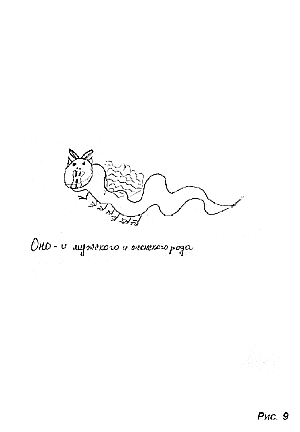 Оно - и мужского и женского рода
Рис. 9